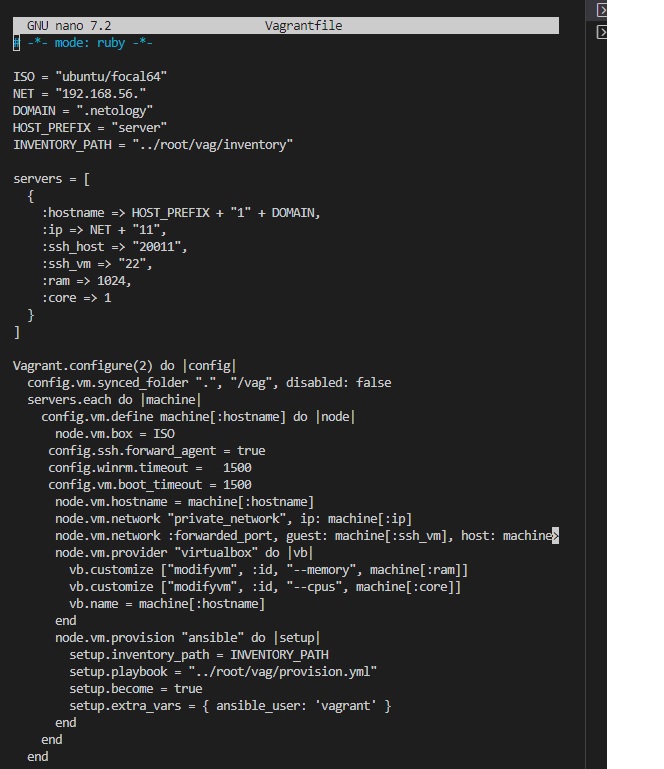 GNU nano 7.2 Vagrantfile
# -*- mode: ruby -*-
ISO = "ubuntu/focal64"
NET = "192.168.56."
DOMAIN = ".netology"
HOST_PREFIX = "server"
INVENTORY_PATH = "../root/vag/inventory"
servers = [
  {
    :hostname => HOST_PREFIX + "1" + DOMAIN,
    :ip => NET + "11",
    :ssh_host => "20011",
    :ssh_vm => "22",
    :ram => 1024,
    :core => 1
  }
]
Vagrant.configure(2) do |config|
  config.vm.synced_folder ".", "/vag", disabled: false
  servers.each do |machine|
    config.vm.define machine[:hostname] do |node|
      node.vm.box = ISO
     config.ssh.forward_agent = true
     config.winrm.timeout =   1500
     config.vm.boot_timeout = 1500
      node.vm.hostname = machine[:hostname]
      node.vm.network "private_network", ip: machine[:ip]
      node.vm.network :forwarded_port, guest: machine[:ssh_vm], host: machine>
      node.vm.provider "virtualbox" do |vb|
        vb.customize ["modifyvm", :id, "--memory", machine[:ram]]
        vb.customize ["modifyvm", :id, "--cpus", machine[:core]]
        vb.name = machine[:hostname]
      end
      node.vm.provision "ansible" do |setup|
        setup.inventory_path = INVENTORY_PATH
        setup.playbook = "../root/vag/provision.yml"
        setup.become = true
        setup.extra_vars = { ansible_user: 'vagrant' }
      end
    end
  end